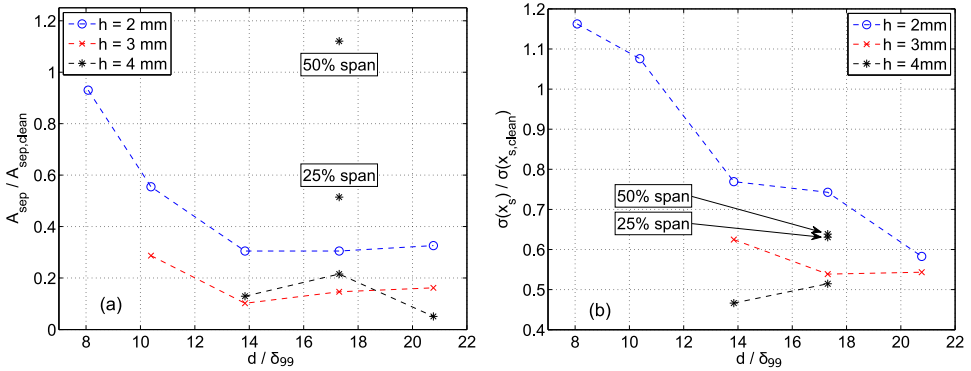 A_sep / A_sep,clean
1.2
1
0.8
0.6
0.4
0.2
0
h = 2 mm
h = 3 mm
h = 4 mm
50% span
25% span
(a)
8 10 12 14 16 18 20 22
d / δ99
σ(x_s) / σ(x_s,clean)
1.2
1.1
1
0.9
0.8
0.7
0.6
0.5
0.4
h = 2mm
h = 3mm
h = 4mm
50% span
25% span
(b)
8 10 12 14 16 18 20 22
d / δ99